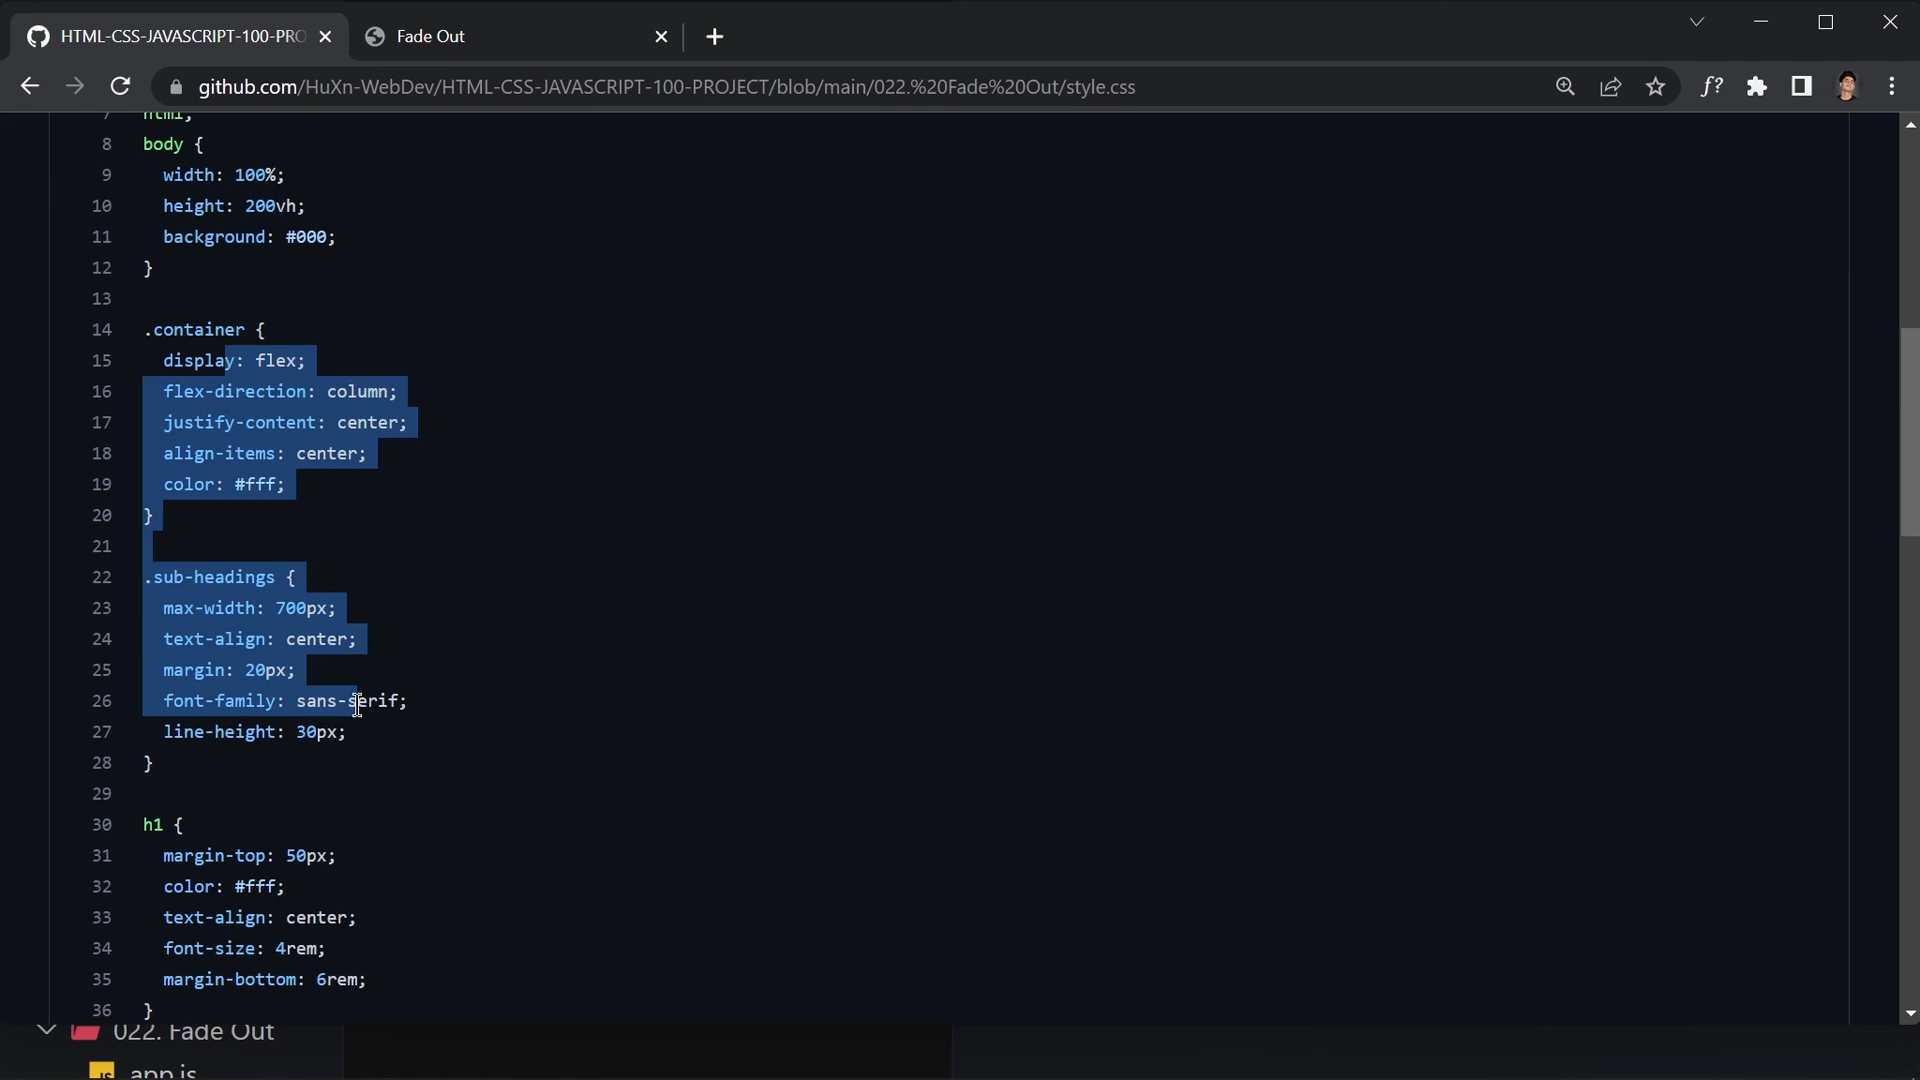 HTML-CSS-JAVASCRIPT-100-PRO
Fade Out
github.com/HuXn-WebDev/HTML-CSS-JAVASCRIPT-100-PROJECT/blob/main/022.%20Fade%20Out/style.css
f?
7 html,
8 body {
9 width: 100%;
10 height: 200vh;
11 background: #000;
12 }
13
14 .container {
15 display: flex;
16 flex-direction: column;
17 justify-content: center;
18 align-items: center;
19 color: #fff;
20 }
21
22 .sub-headings {
23 max-width: 700px;
24 text-align: center;
25 margin: 20px;
26 font-family: sans-serif;
27 line-height: 30px;
28 }
29
30 h1 {
31 margin-top: 50px;
32 color: #fff;
33 text-align: center;
34 font-size: 4rem;
35 margin-bottom: 6rem;
36 }
022. Fade Out
JS app.js